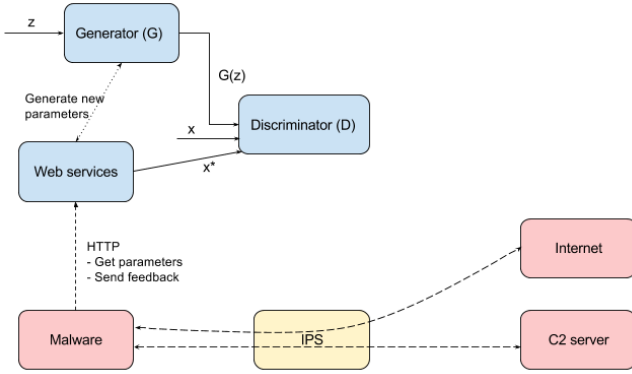 z
Generator (G)
G(z)
Generate new
parameters
x
Discriminator (D)
Web services
x*
HTTP
- Get parameters
- Send feedback
Internet
Malware
IPS
C2 server